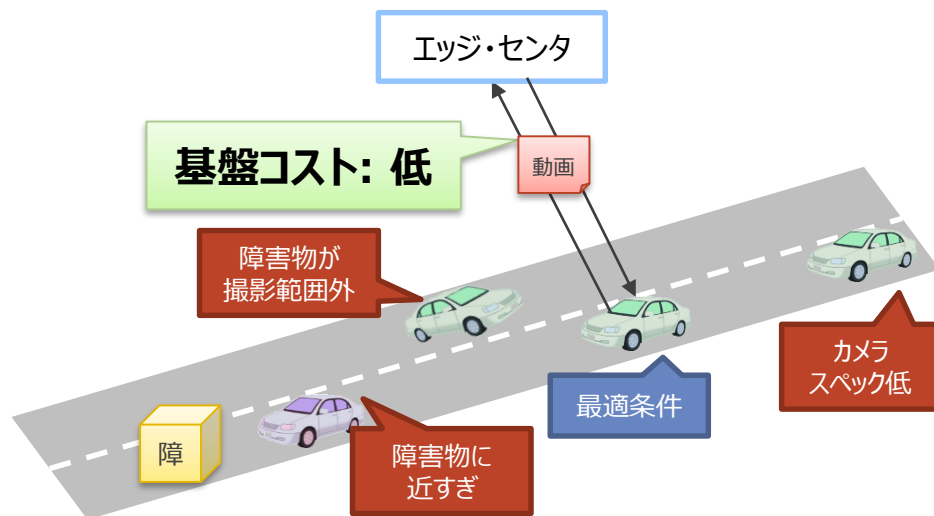 エッジ・センタ
基盤コスト: 低
動画
障害物が
撮影範囲外
カメラ
スペック低
最適条件
障
障害物に
近すぎ